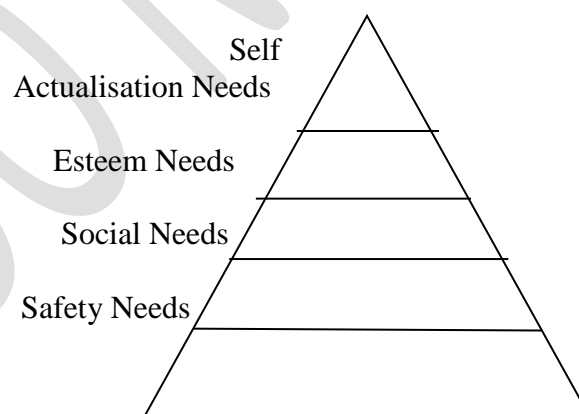 Self
Actualisation Needs
Esteem Needs
Social Needs
Safety Needs